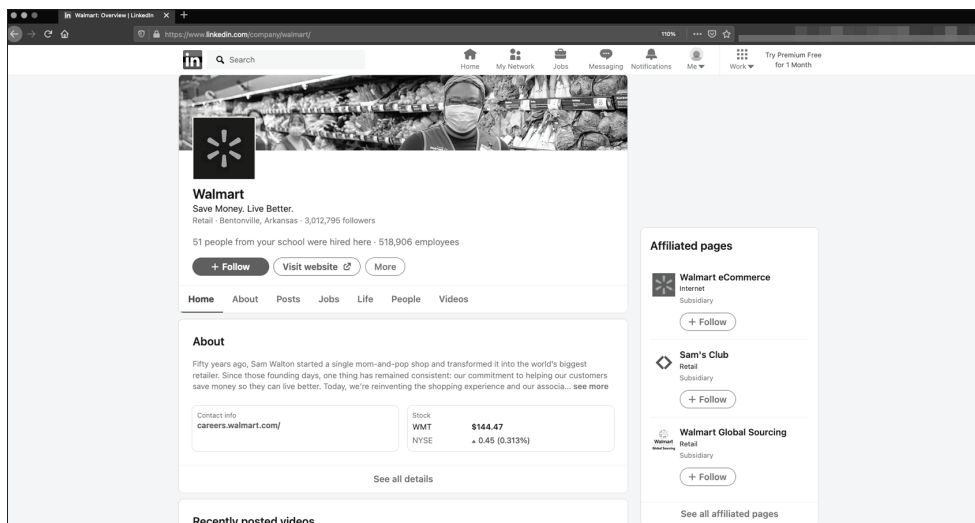 Walmart: Overview | LinkedIn
https://www.linkedin.com/company/walmart/
110%
Search
Home
My Network
Jobs
Messaging
Notifications
Me
Work
Try Premium Free
for 1 Month
Walmart
Save Money. Live Better.
Retail · Bentonville, Arkansas · 3,012,795 followers
51 people from your school were hired here · 518,906 employees
+ Follow
Visit website
More
Home
About
Posts
Jobs
Life
People
Videos
About
Fifty years ago, Sam Walton started a single mom-and-pop shop and transformed it into the world's biggest
retailer. Since those founding days, one thing has remained consistent: our commitment to helping our customers
save money so they can live better. Today, we're reinventing the shopping experience and our associa... see more
Contact info
careers.walmart.com/
Stock
WMT $144.47
NYSE ▲ 0.45 (0.313%)
See all details
Recently posted videos
Affiliated pages
Walmart eCommerce
Internet
Subsidiary
+ Follow
Sam's Club
Retail
Subsidiary
+ Follow
Walmart
Global Sourcing
Walmart Global Sourcing
Retail
Subsidiary
+ Follow
See all affiliated pages